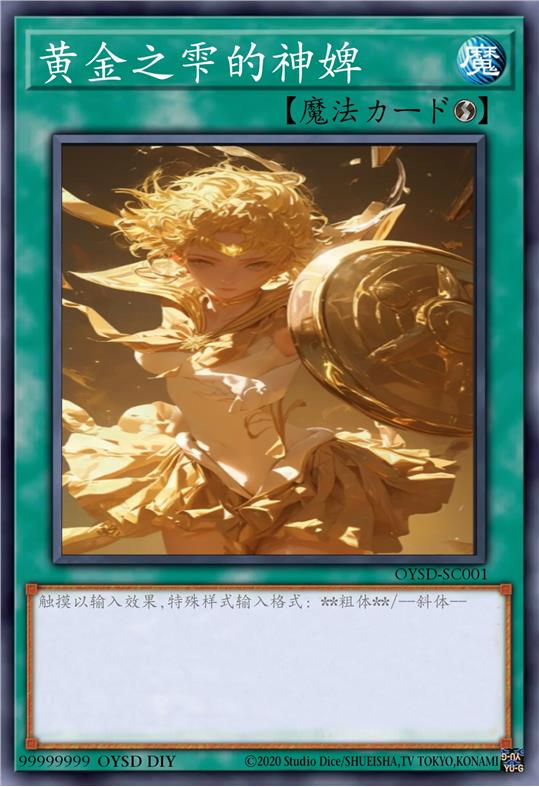 黄金之雫的神婢
魔
【魔法カード】
OYSD-SC001
触摸以输入效果,特殊样式输入格式：**粗体**/--斜体--
99999999 OYSD DIY
©2020 Studio Dice/SHUEISHA,TV TOKYO,KONAMI